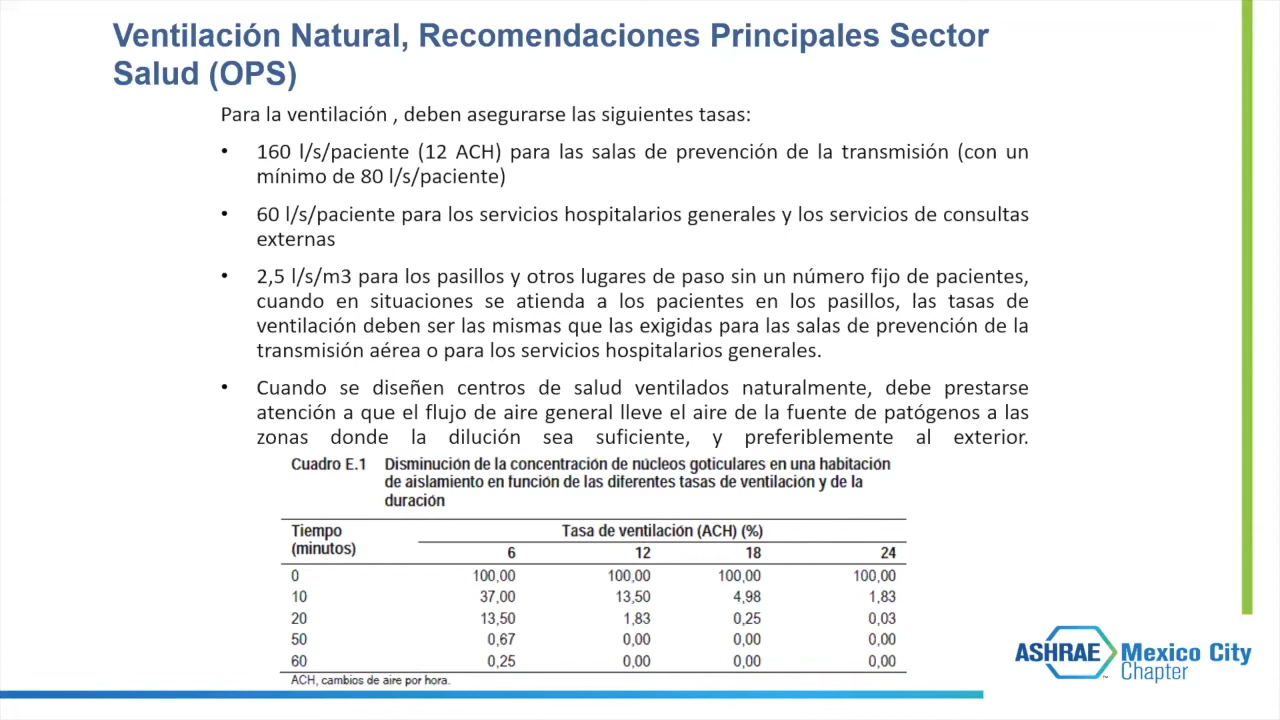 Ventilación Natural, Recomendaciones Principales Sector
Salud (OPS)
Para la ventilación , deben asegurarse las siguientes tasas:
• 160 l/s/paciente (12 ACH) para las salas de prevención de la transmisión (con un
mínimo de 80 l/s/paciente)
• 60 l/s/paciente para los servicios hospitalarios generales y los servicios de consultas
externas
• 2,5 l/s/m3 para los pasillos y otros lugares de paso sin un número fijo de pacientes,
cuando en situaciones se atienda a los pacientes en los pasillos, las tasas de
ventilación deben ser las mismas que las exigidas para las salas de prevención de la
transmisión aérea o para los servicios hospitalarios generales.
• Cuando se diseñen centros de salud ventilados naturalmente, debe prestarse
atención a que el flujo de aire general lleve el aire de la fuente de patógenos a las
zonas donde la dilución sea suficiente, y preferiblemente al exterior.
Cuadro E.1 Disminución de la concentración de núcleos goticulares en una habitación
de aislamiento en función de las diferentes tasas de ventilación y de la
duración
Tiempo Tasa de ventilación (ACH) (%)
(minutos) 6 12 18 24
0 100,00 100,00 100,00 100,00
10 37,00 13,50 4,98 1,83
20 13,50 1,83 0,25 0,03
50 0,67 0,00 0,00 0,00
60 0,25 0,00 0,00 0,00
ACH, cambios de aire por hora.
ASHRAE Mexico City
™ Chapter